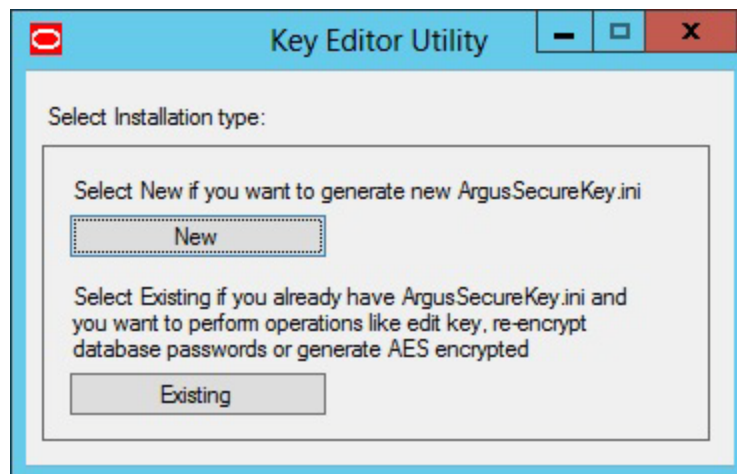 Key Editor Utility
Select Installation type:
Select New if you want to generate new ArgusSecureKey.ini
New
Select Existing if you already have ArgusSecureKey.ini and
you want to perform operations like edit key, re-encrypt
database passwords or generate AES encrypted
Existing